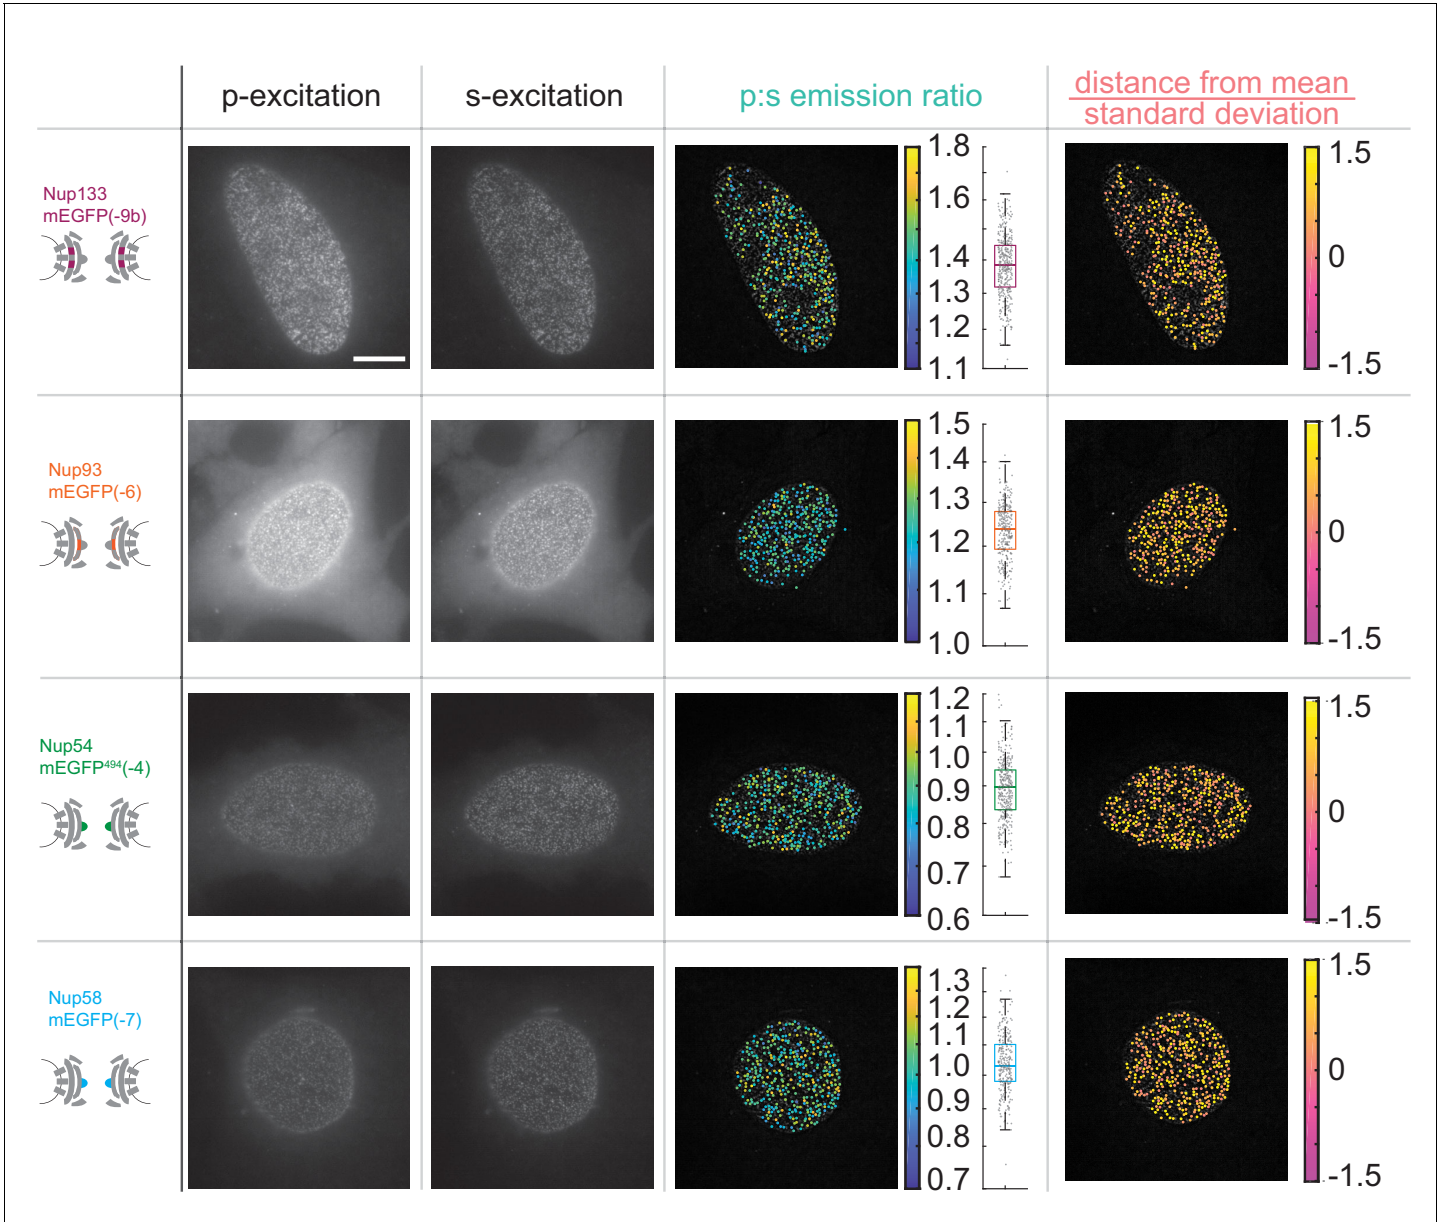 p-excitation
s-excitation
p:s emission ratio
distance from mean
standard deviation
Nup133
mEGFP(-9b)
1.8
1.6
1.4
1.3
1.2
1.1
1.5
0
-1.5
Nup93
mEGFP(-6)
1.5
1.4
1.3
1.2
1.1
1.0
1.5
0
-1.5
Nup54
mEGFP⁴⁹⁴(-4)
1.2
1.1
1.0
0.9
0.8
0.7
0.6
1.5
0
-1.5
Nup58
mEGFP(-7)
1.3
1.2
1.1
1.0
0.9
0.8
0.7
1.5
0
-1.5